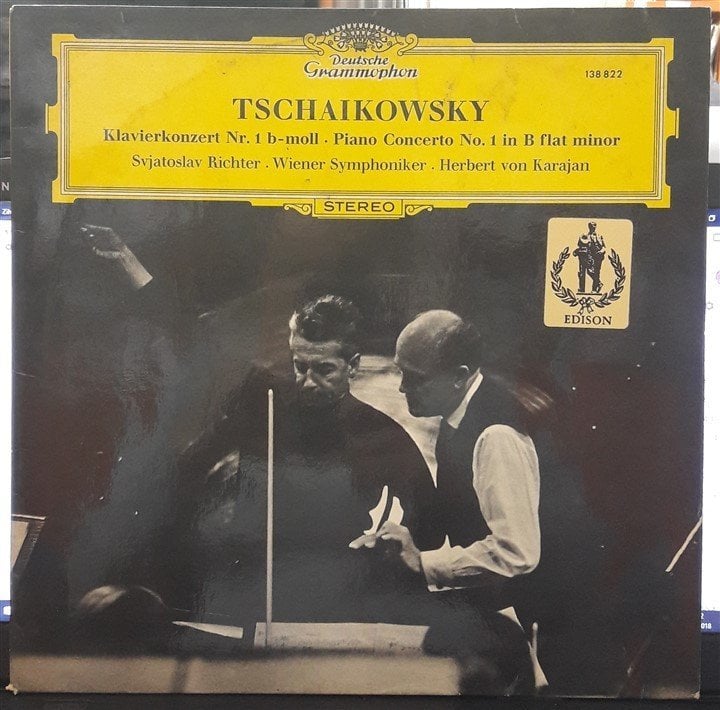 Deutsche
Grammophon
138 822
TSCHAIKOWSKY
Klavierkonzert Nr. 1 b-moll · Piano Concerto No. 1 in B flat minor
Svjatoslav Richter · Wiener Symphoniker · Herbert von Karajan
STEREO
EDISON